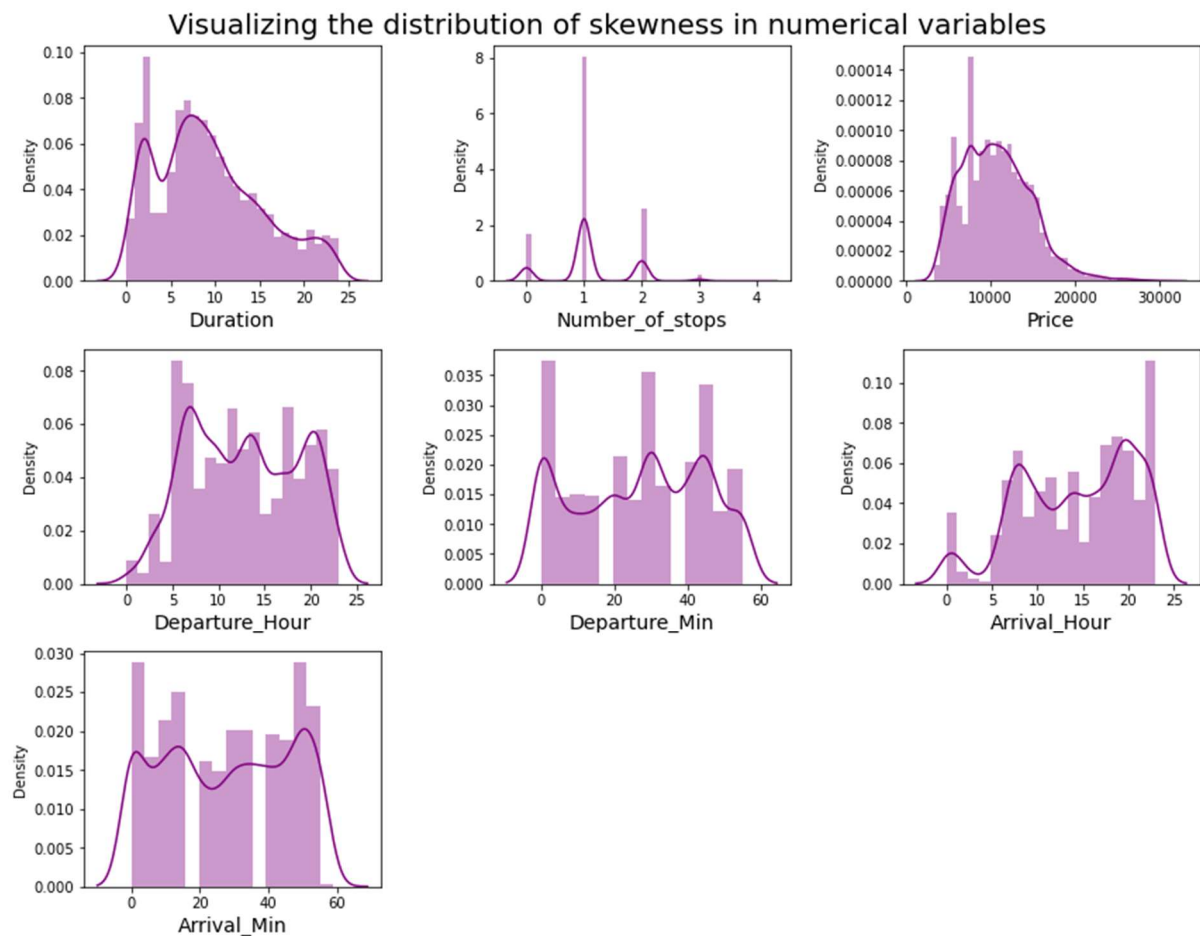 Visualizing the distribution of skewness in numerical variables
0.10
0.08
0.06
0.04
0.02
0.00
Density
0 5 10 15 20 25
Duration
8
6
4
2
0
Density
0 1 2 3 4
Number_of_stops
0.00014
0.00012
0.00010
0.00008
0.00006
0.00004
0.00002
0.00000
Density
0 10000 20000 30000
Price
0.08
0.06
0.04
0.02
0.00
Density
0 5 10 15 20 25
Departure_Hour
0.035
0.030
0.025
0.020
0.015
0.010
0.005
0.000
Density
0 20 40 60
Departure_Min
0.10
0.08
0.06
0.04
0.02
0.00
Density
0 5 10 15 20 25
Arrival_Hour
0.030
0.025
0.020
0.015
0.010
0.005
0.000
Density
0 20 40 60
Arrival_Min